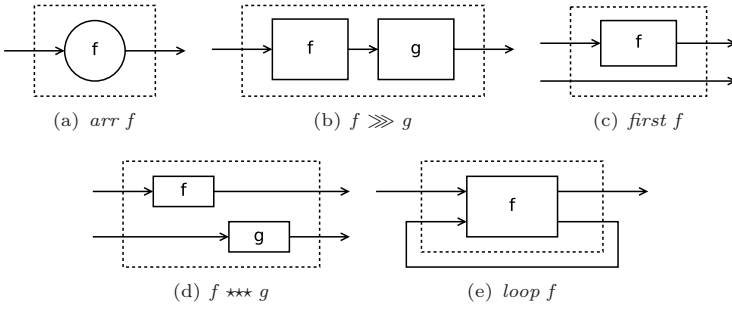 f
f g
f
(a) arr f
(b) f ⋙ g
(c) first f
f
g
f
(d) f ⋆⋆⋆ g
(e) loop f